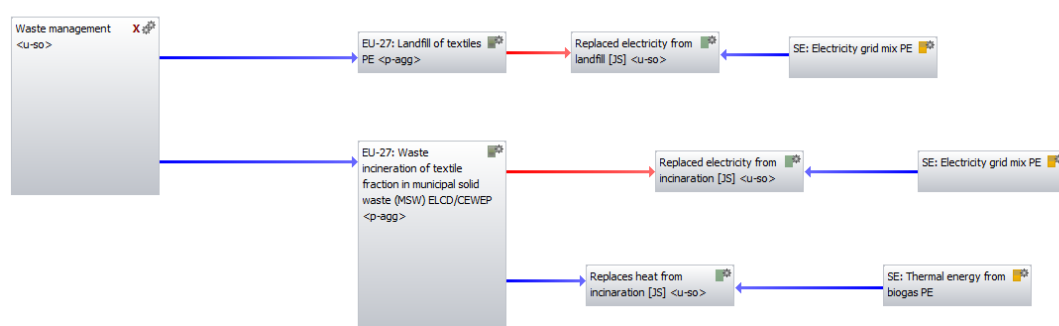 Waste management
<u-so>
X
EU-27: Landfill of textiles
PE <p-agg>
Replaced electricity from
landfill [JS] <u-so>
SE: Electricity grid mix PE
EU-27: Waste
incineration of textile
fraction in municipal solid
waste (MSW) ELCD/CEWEP
<p-agg>
Replaced electricity from
incinaration [JS] <u-so>
SE: Electricity grid mix PE
Replaces heat from
incinaration [JS] <u-so>
SE: Thermal energy from
biogas PE